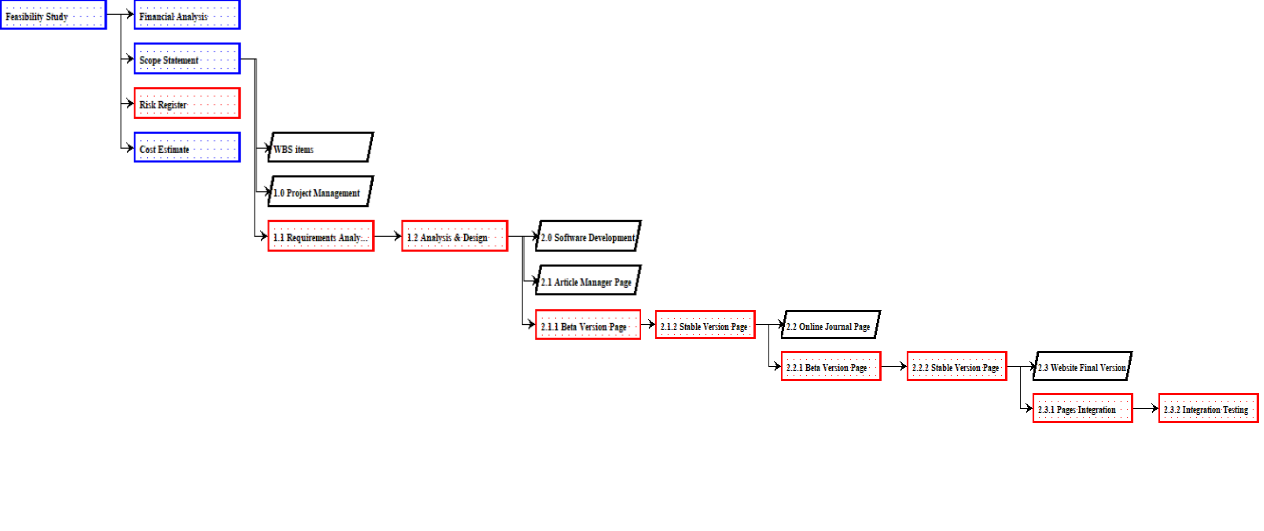 Feasibility Study
Financial Analysis
Scope Statement
Risk Register
Cost Estimate
WBS items
1.0 Project Management
1.1 Requirements Analy...
1.2 Analysis & Design
2.0 Software Development
2.1 Article Manager Page
2.1.1 Beta Version Page
2.1.2 Stable Version Page
2.2 Online Journal Page
2.2.1 Beta Version Page
2.2.2 Stable Version Page
2.3 Website Final Version
2.3.1 Pages Integration
2.3.2 Integration Testing